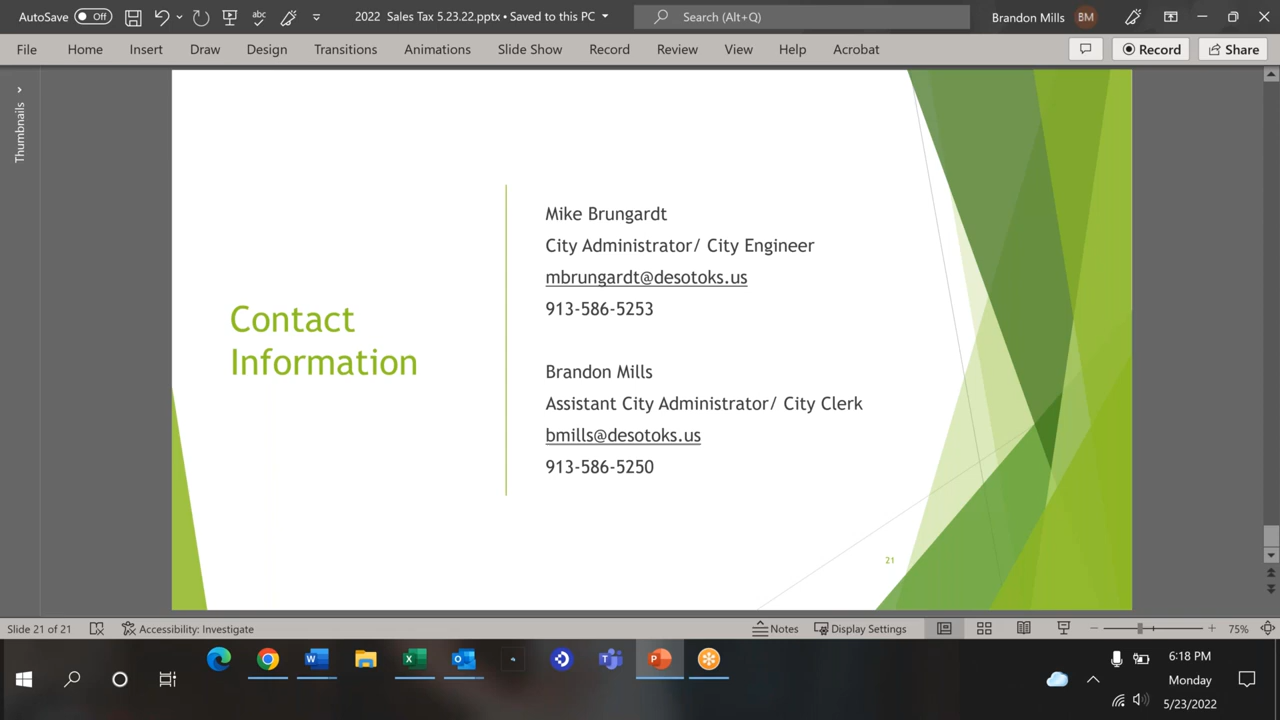 AutoSave Off 2022 Sales Tax 5.23.22.pptx • Saved to this PC Search (Alt+Q) Brandon Mills BM
File Home Insert Draw Design Transitions Animations Slide Show Record Review View Help Acrobat Record Share
Thumbnails
Contact
Information
Mike Brungardt
City Administrator/ City Engineer
mbrungardt@desotoks.us
913-586-5253
Brandon Mills
Assistant City Administrator/ City Clerk
bmills@desotoks.us
913-586-5250
21
Slide 21 of 21 Accessibility: Investigate Notes Display Settings 75%
6:18 PM
Monday
5/23/2022